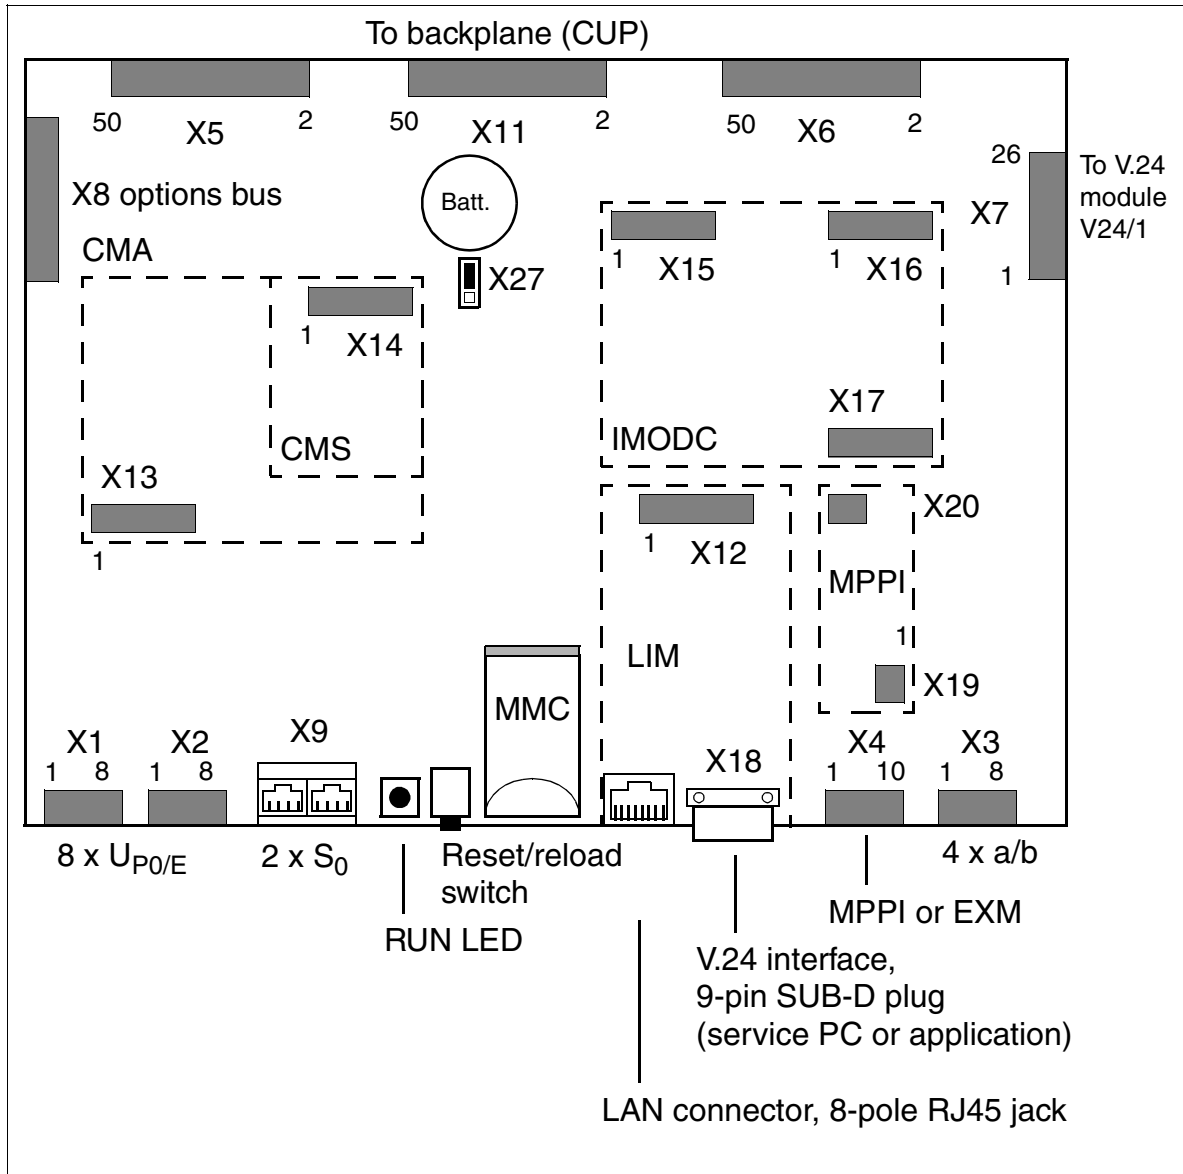 To backplane (CUP)
50 X5 2
50 X11 2
50 X6 2
26
To V.24
module
V24/1
X7
1
X8 options bus
Batt.
CMA
X27
1 X15
1 X16
1 X14
X17
IMODC
CMS
X13
1
X20
1 X12
MPPI
1
LIM
X19
MMC
X1
1 8
X2
1 8
X9
X18
X4
1 10
X3
1 8
8 x UP0/E
2 x S0
Reset/reload
switch
4 x a/b
RUN LED
MPPI or EXM
V.24 interface,
9-pin SUB-D plug
(service PC or application)
LAN connector, 8-pole RJ45 jack